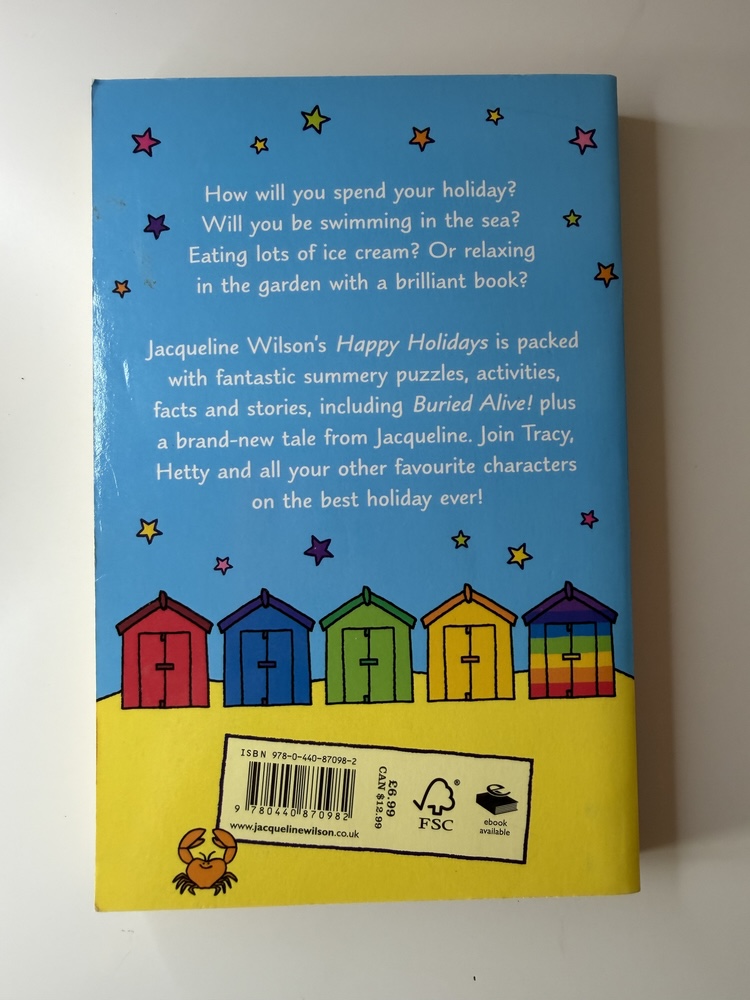 How will you spend your holiday?
Will you be swimming in the sea?
Eating lots of ice cream? Or relaxing
in the garden with a brilliant book?
Jacqueline Wilson's Happy Holidays is packed
with fantastic summery puzzles, activities,
facts and stories, including Buried Alive! plus
a brand-new tale from Jacqueline. Join Tracy,
Hetty and all your other favourite characters
on the best holiday ever!
ISBN 978-0-440-87098-2
9 780440 870982
www.jacquelinewilson.co.uk
£6.99
CAN $12.99
®
FSC
e
ebook
available